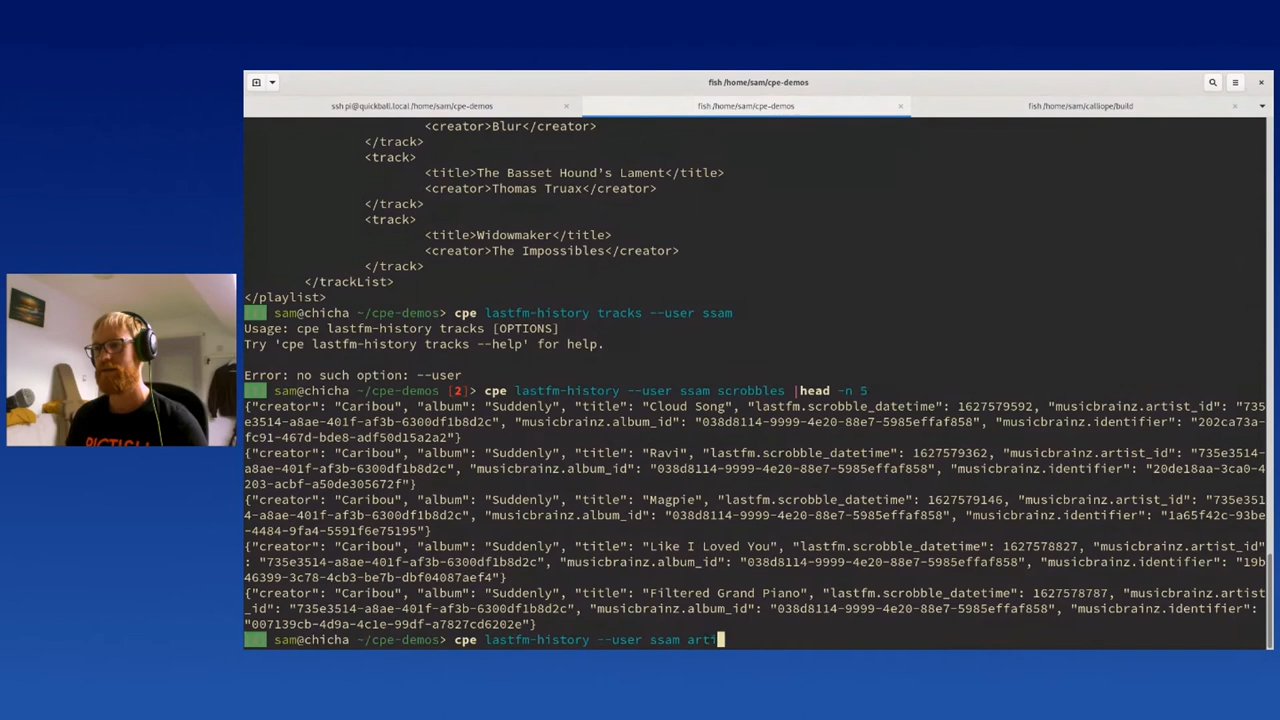 fish /home/sam/cpe-demos
ssh pi@quickball.local /home/sam/cpe-demos
fish /home/sam/cpe-demos
fish /home/sam/calliope/build
<creator>Blur</creator>
</track>
<track>
<title>The Basset Hound’s Lament</title>
<creator>Thomas Truax</creator>
</track>
<track>
<title>Widowmaker</title>
<creator>The Impossibles</creator>
</track>
</trackList>
</playlist>
sam@chicha ~/cpe-demos> cpe lastfm-history tracks --user ssam
Usage: cpe lastfm-history tracks [OPTIONS]
Try 'cpe lastfm-history tracks --help' for help.
Error: no such option: --user
sam@chicha ~/cpe-demos [2]> cpe lastfm-history --user ssam scrobbles |head -n 5
{"creator": "Caribou", "album": "Suddenly", "title": "Cloud Song", "lastfm.scrobble_datetime": 1627579592, "musicbrainz.artist_id": "735
e3514-a8ae-401f-af3b-6300df1b8d2c", "musicbrainz.album_id": "038d8114-9999-4e20-88e7-5985effaf858", "musicbrainz.identifier": "202ca73a-
fc91-467d-bde8-adf50d15a2a2"}
{"creator": "Caribou", "album": "Suddenly", "title": "Ravi", "lastfm.scrobble_datetime": 1627579362, "musicbrainz.artist_id": "735e3514-
a8ae-401f-af3b-6300df1b8d2c", "musicbrainz.album_id": "038d8114-9999-4e20-88e7-5985effaf858", "musicbrainz.identifier": "20de18aa-3ca0-4
203-acbf-a50de305672f"}
{"creator": "Caribou", "album": "Suddenly", "title": "Magpie", "lastfm.scrobble_datetime": 1627579146, "musicbrainz.artist_id": "735e351
4-a8ae-401f-af3b-6300df1b8d2c", "musicbrainz.album_id": "038d8114-9999-4e20-88e7-5985effaf858", "musicbrainz.identifier": "1a65f42c-93be
-4484-9fa4-5591f6e75195"}
{"creator": "Caribou", "album": "Suddenly", "title": "Like I Loved You", "lastfm.scrobble_datetime": 1627578827, "musicbrainz.artist_id"
: "735e3514-a8ae-401f-af3b-6300df1b8d2c", "musicbrainz.album_id": "038d8114-9999-4e20-88e7-5985effaf858", "musicbrainz.identifier": "19b
46399-3c78-4cb3-be7b-dbf04087aef4"}
{"creator": "Caribou", "album": "Suddenly", "title": "Filtered Grand Piano", "lastfm.scrobble_datetime": 1627578787, "musicbrainz.artist
_id": "735e3514-a8ae-401f-af3b-6300df1b8d2c", "musicbrainz.album_id": "038d8114-9999-4e20-88e7-5985effaf858", "musicbrainz.identifier":
"007139cb-4d9a-4c1e-99df-a7827cd6202e"}
sam@chicha ~/cpe-demos> cpe lastfm-history --user ssam arti